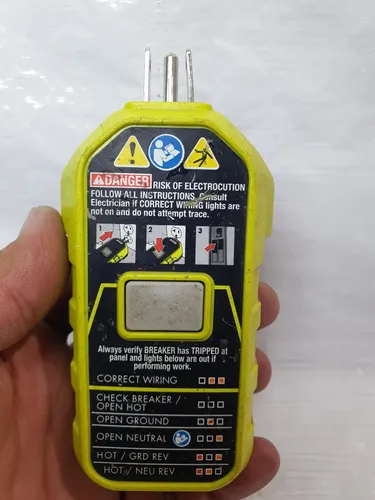 DANGER RISK OF ELECTROCUTION
FOLLOW ALL INSTRUCTIONS. Consult
Electrician if CORRECT WIRING lights are
not on and do not attempt trace.
1 2 3
Always verify BREAKER has TRIPPED at
panel and lights below are out if
performing work.
CORRECT WIRING
CHECK BREAKER /
OPEN HOT
OPEN GROUND
OPEN NEUTRAL
HOT / GRD REV
HOT / NEU REV